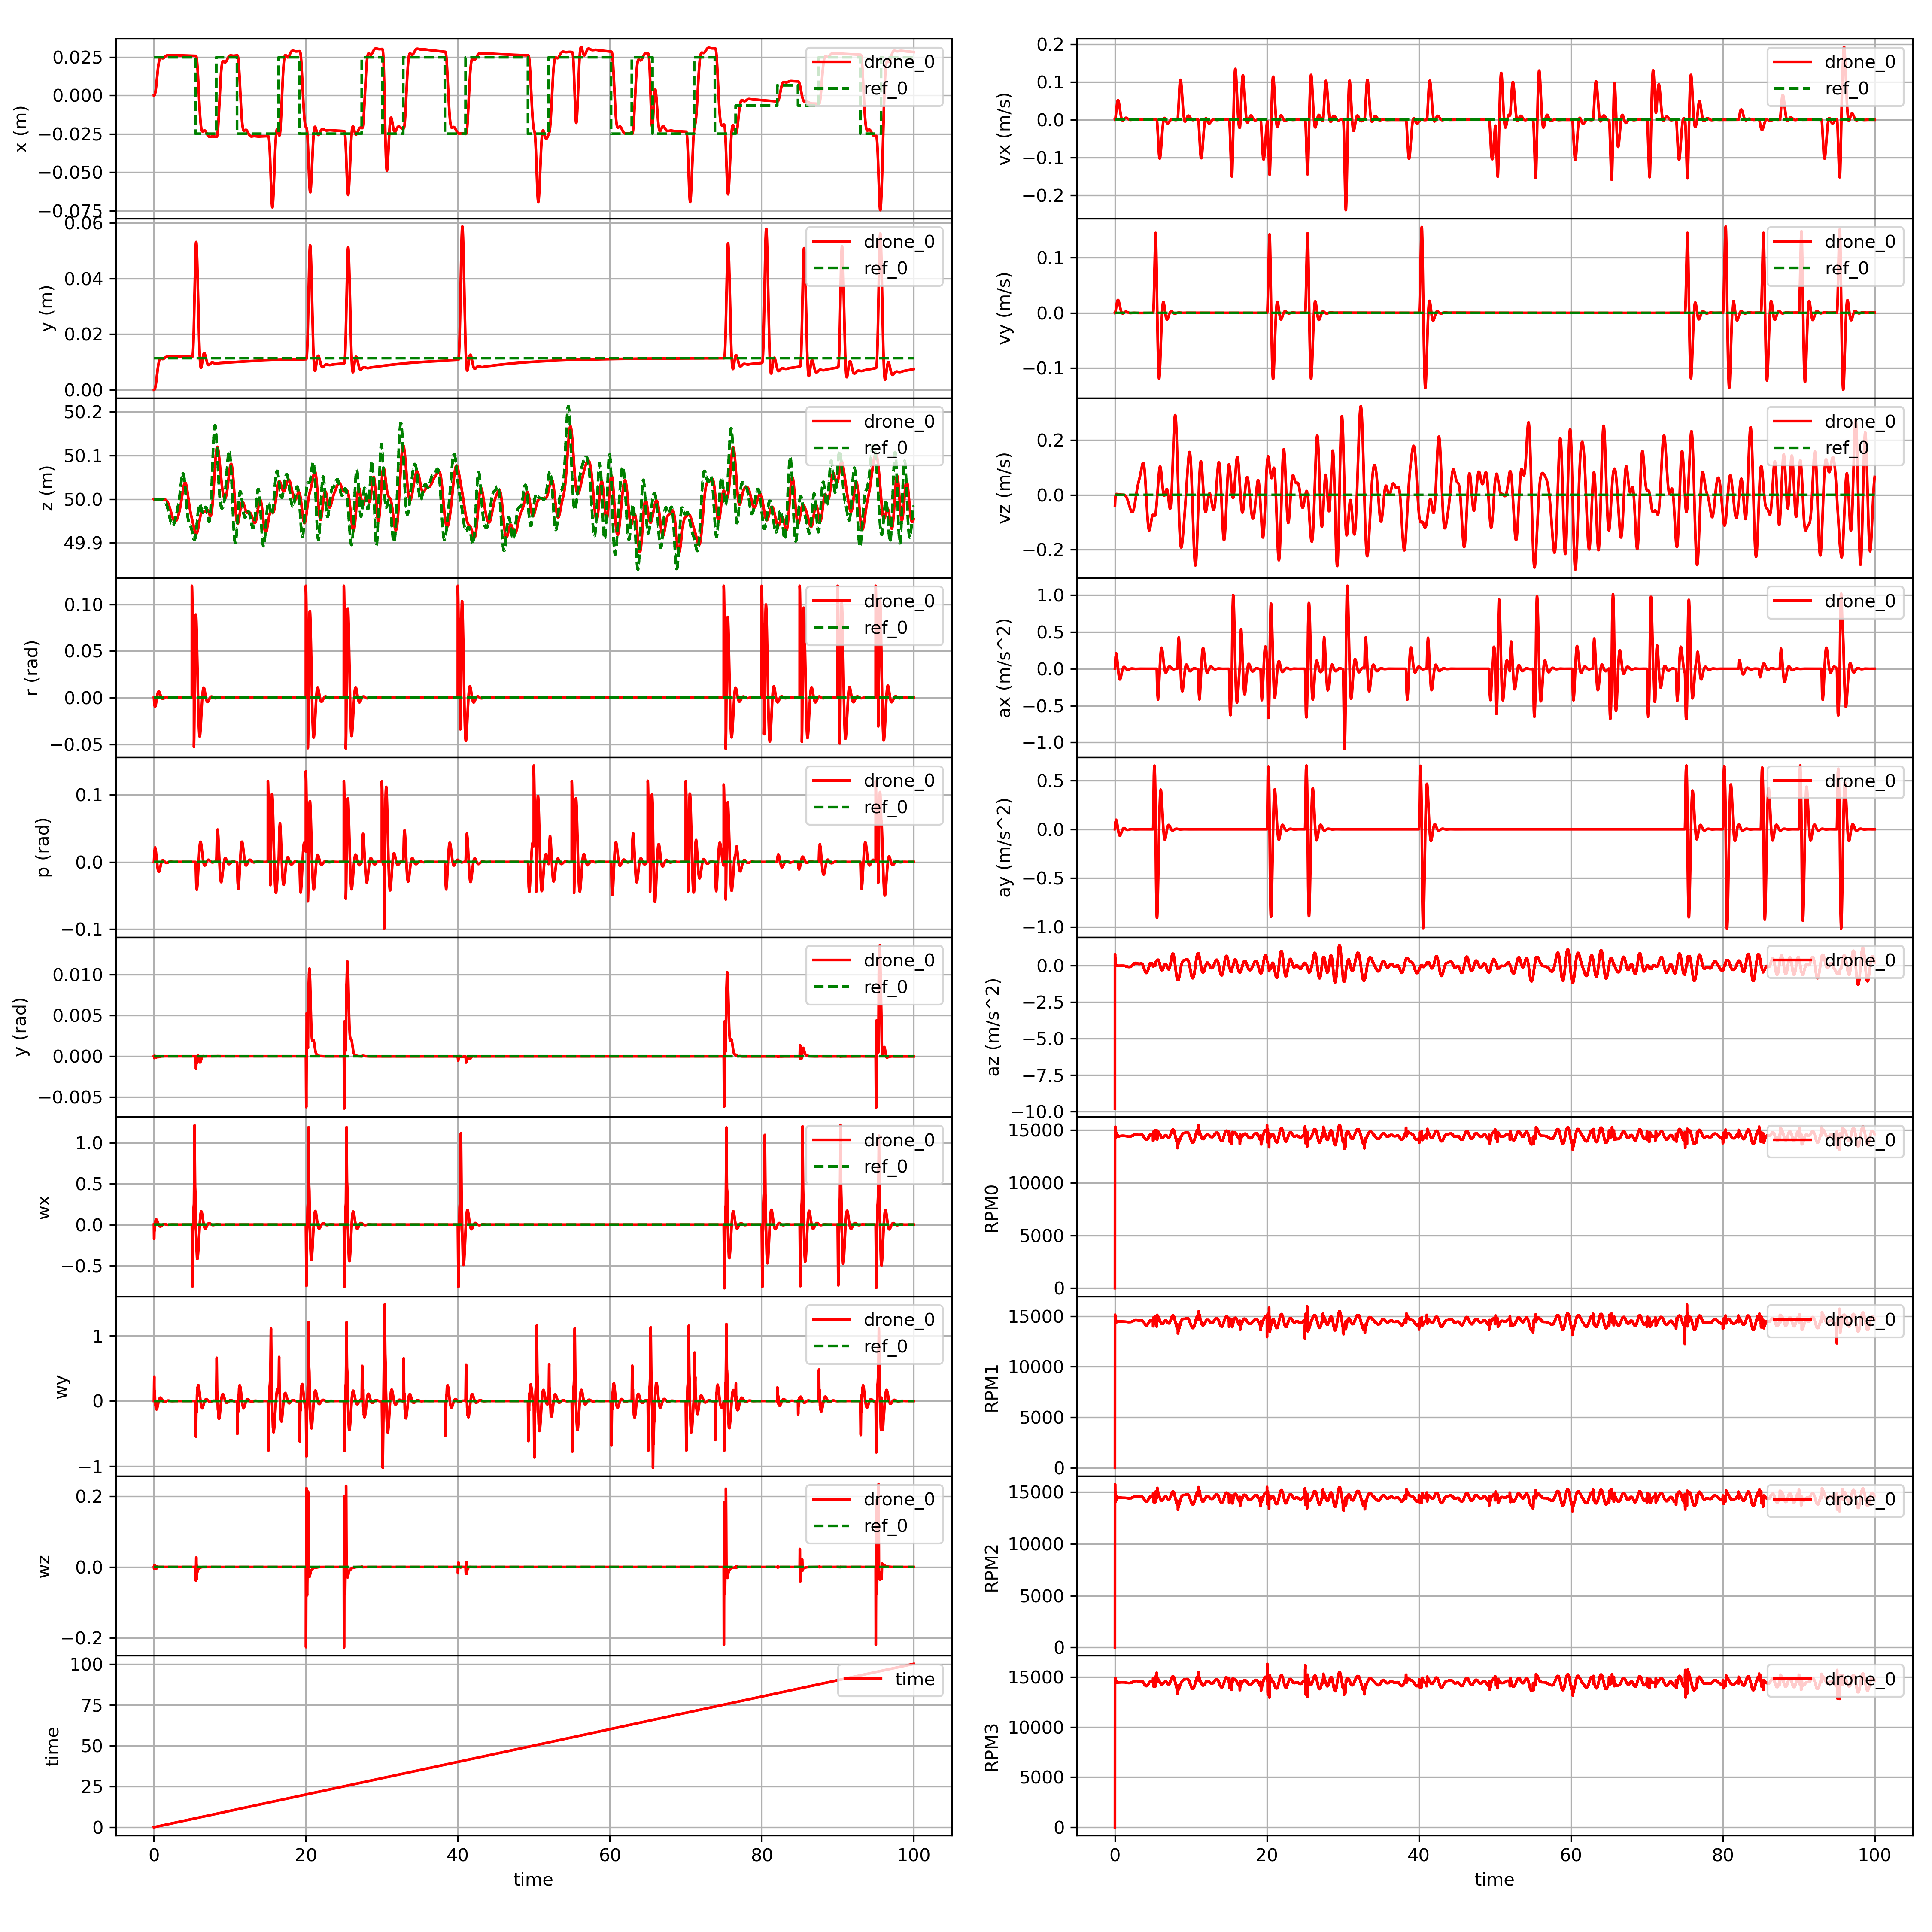 x (m)
0.025
0.000
−0.025
−0.050
−0.075
drone_0
ref_0
y (m)
0.06
0.04
0.02
0.00
drone_0
ref_0
z (m)
50.2
50.1
50.0
49.9
drone_0
ref_0
r (rad)
0.10
0.05
0.00
−0.05
drone_0
ref_0
p (rad)
0.1
0.0
−0.1
drone_0
ref_0
y (rad)
0.010
0.005
0.000
−0.005
drone_0
ref_0
wx
1.0
0.5
0.0
−0.5
drone_0
ref_0
wy
1
0
−1
drone_0
ref_0
wz
0.2
0.0
−0.2
drone_0
ref_0
time
100
75
50
25
0
time
0 20 40 60 80 100
time
vx (m/s)
0.2
0.1
0.0
−0.1
−0.2
drone_0
ref_0
vy (m/s)
0.1
0.0
−0.1
drone_0
ref_0
vz (m/s)
0.2
0.0
−0.2
drone_0
ref_0
ax (m/s^2)
1.0
0.5
0.0
−0.5
−1.0
drone_0
ay (m/s^2)
0.5
0.0
−0.5
−1.0
drone_0
az (m/s^2)
0.0
−2.5
−5.0
−7.5
−10.0
drone_0
RPM0
15000
10000
5000
0
drone_0
RPM1
15000
10000
5000
0
drone_0
RPM2
15000
10000
5000
0
drone_0
RPM3
15000
10000
5000
0
drone_0
0 20 40 60 80 100
time